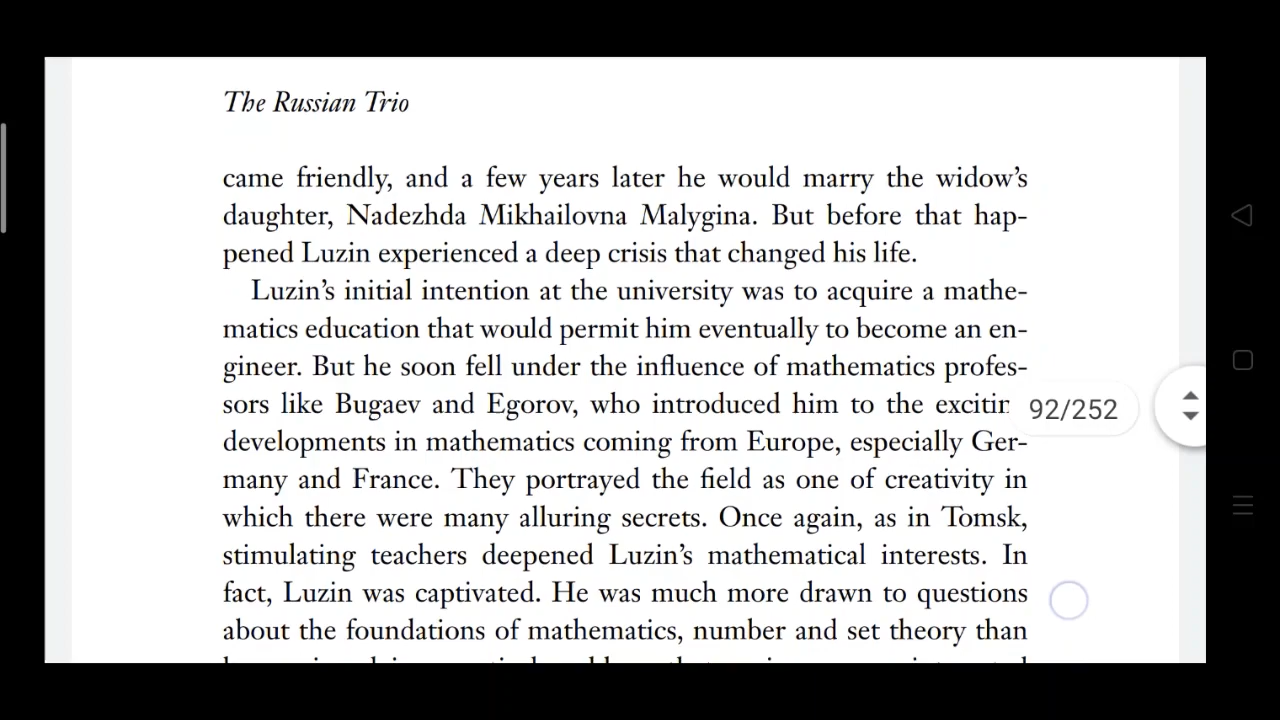 The Russian Trio
came friendly, and a few years later he would marry the widow's
daughter, Nadezhda Mikhailovna Malygina. But before that hap-
pened Luzin experienced a deep crisis that changed his life.
Luzin's initial intention at the university was to acquire a mathe-
matics education that would permit him eventually to become an en-
gineer. But he soon fell under the influence of mathematics profes-
sors like Bugaev and Egorov, who introduced him to the
92/252
developments in mathematics coming from Europe, especially Ger-
many and France. They portrayed the field as one of creativity in
which there were many alluring secrets. Once again, as in Tomsk,
stimulating teachers deepened Luzin's mathematical interests. In
fact, Luzin was captivated. He was much more drawn to questions
about the foundations of mathematics, number and set theory than